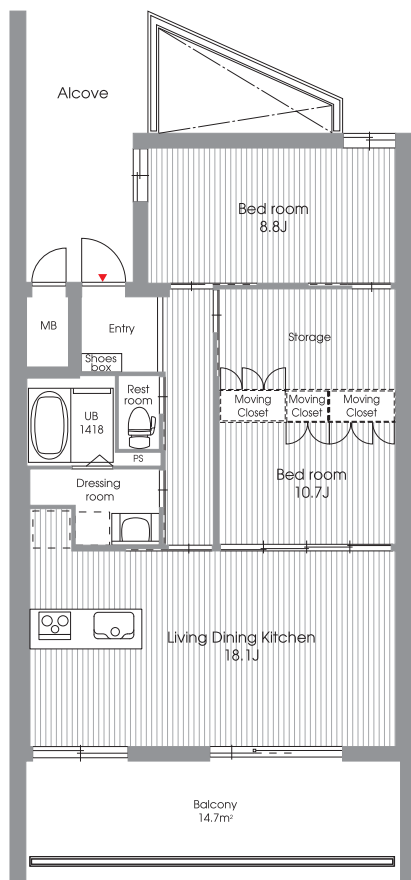 Alcove
Bed room
8.8J
MB
Entry
Storage
Shoes
box
Rest
room
Moving
Closet
Moving
Closet
Moving
Closet
UB
1418
PS
Bed room
10.7J
Dressing
room
Living Dining Kitchen
18.1J
Balcony
14.7m²